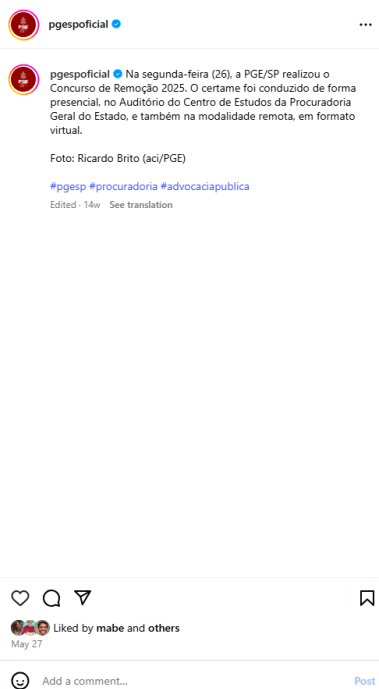 pgespoficial
pgespoficial Na segunda-feira (26), a PGE/SP realizou o
Concurso de Remoção 2025. O certame foi conduzido de forma
presencial, no Auditório do Centro de Estudos da Procuradoria
Geral do Estado, e também na modalidade remota, em formato
virtual.
Foto: Ricardo Brito (aci/PGE)
#pgesp #procuradoria #advocaciapublica
Edited · 14w See translation
Liked by mabe and others
May 27
Add a comment...
Post